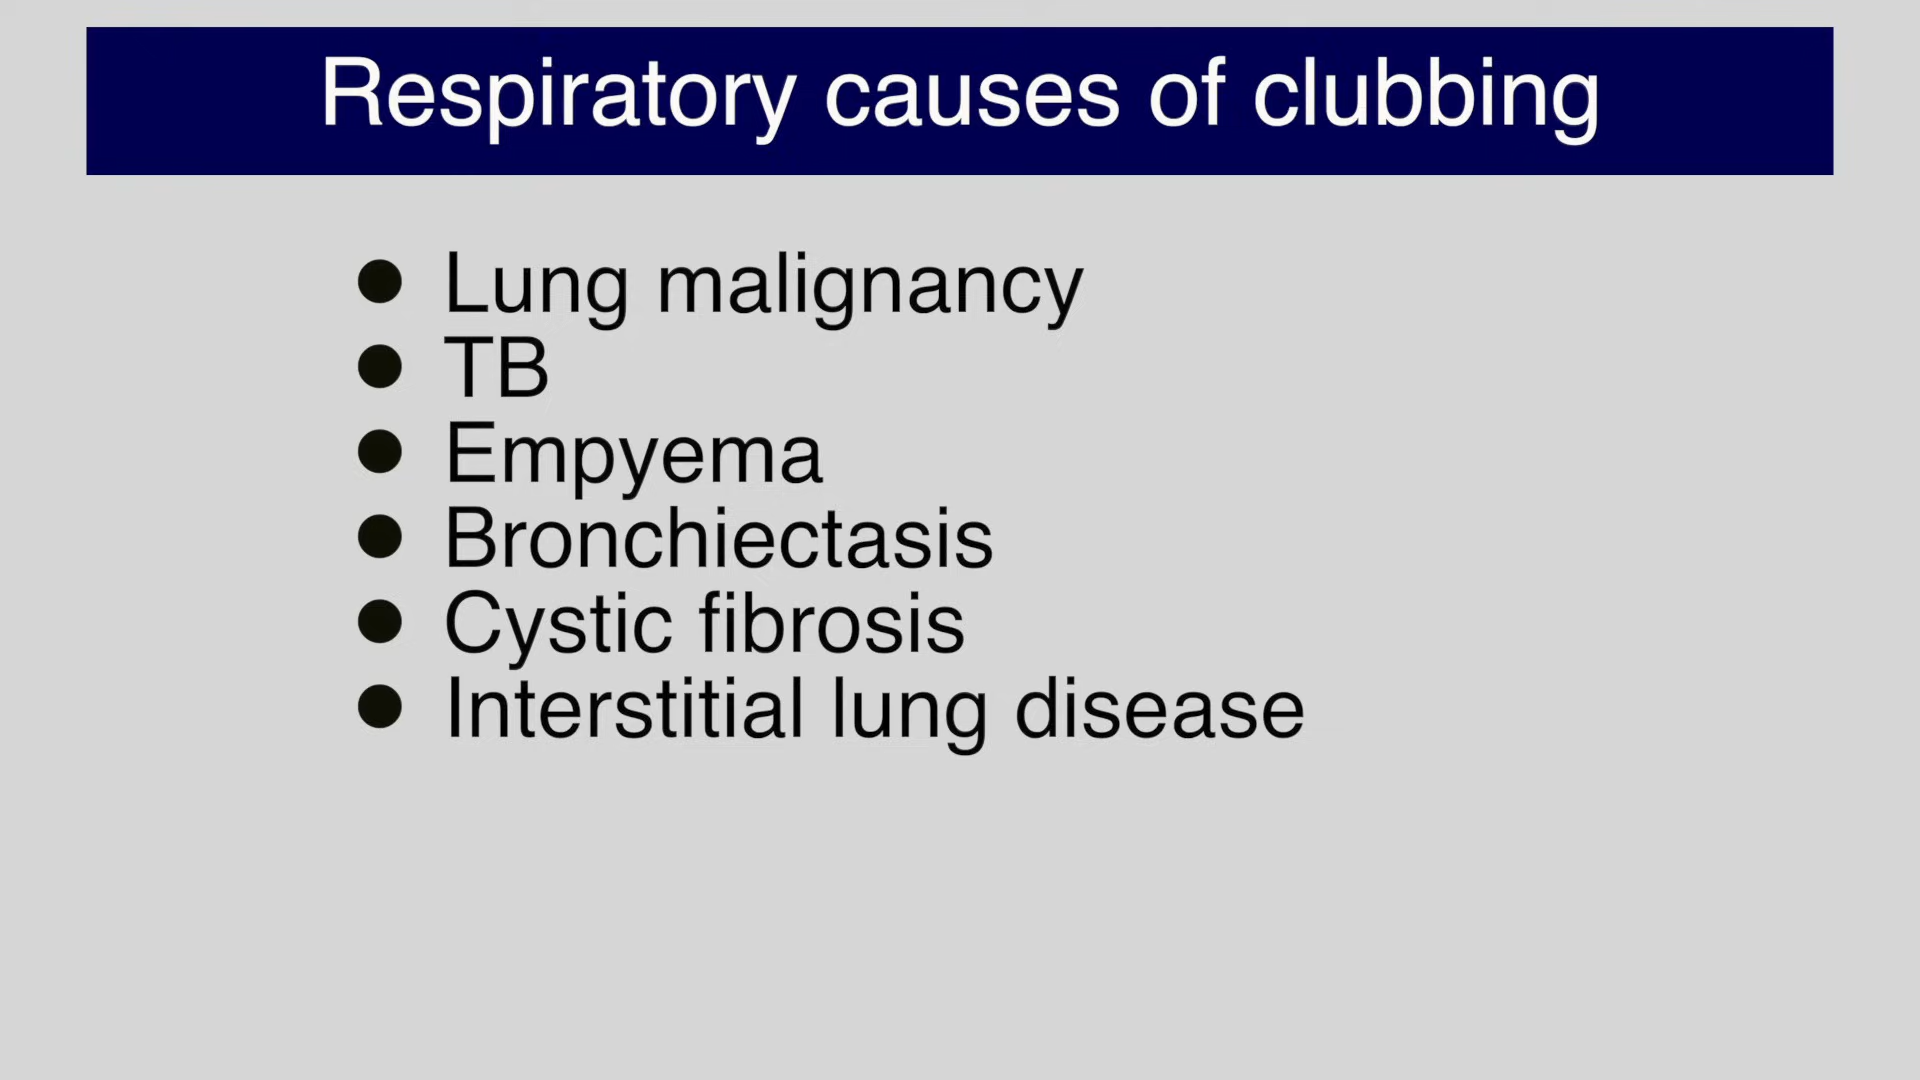 Respiratory causes of clubbing
● Lung malignancy
● TB
● Empyema
● Bronchiectasis
● Cystic fibrosis
● Interstitial lung disease